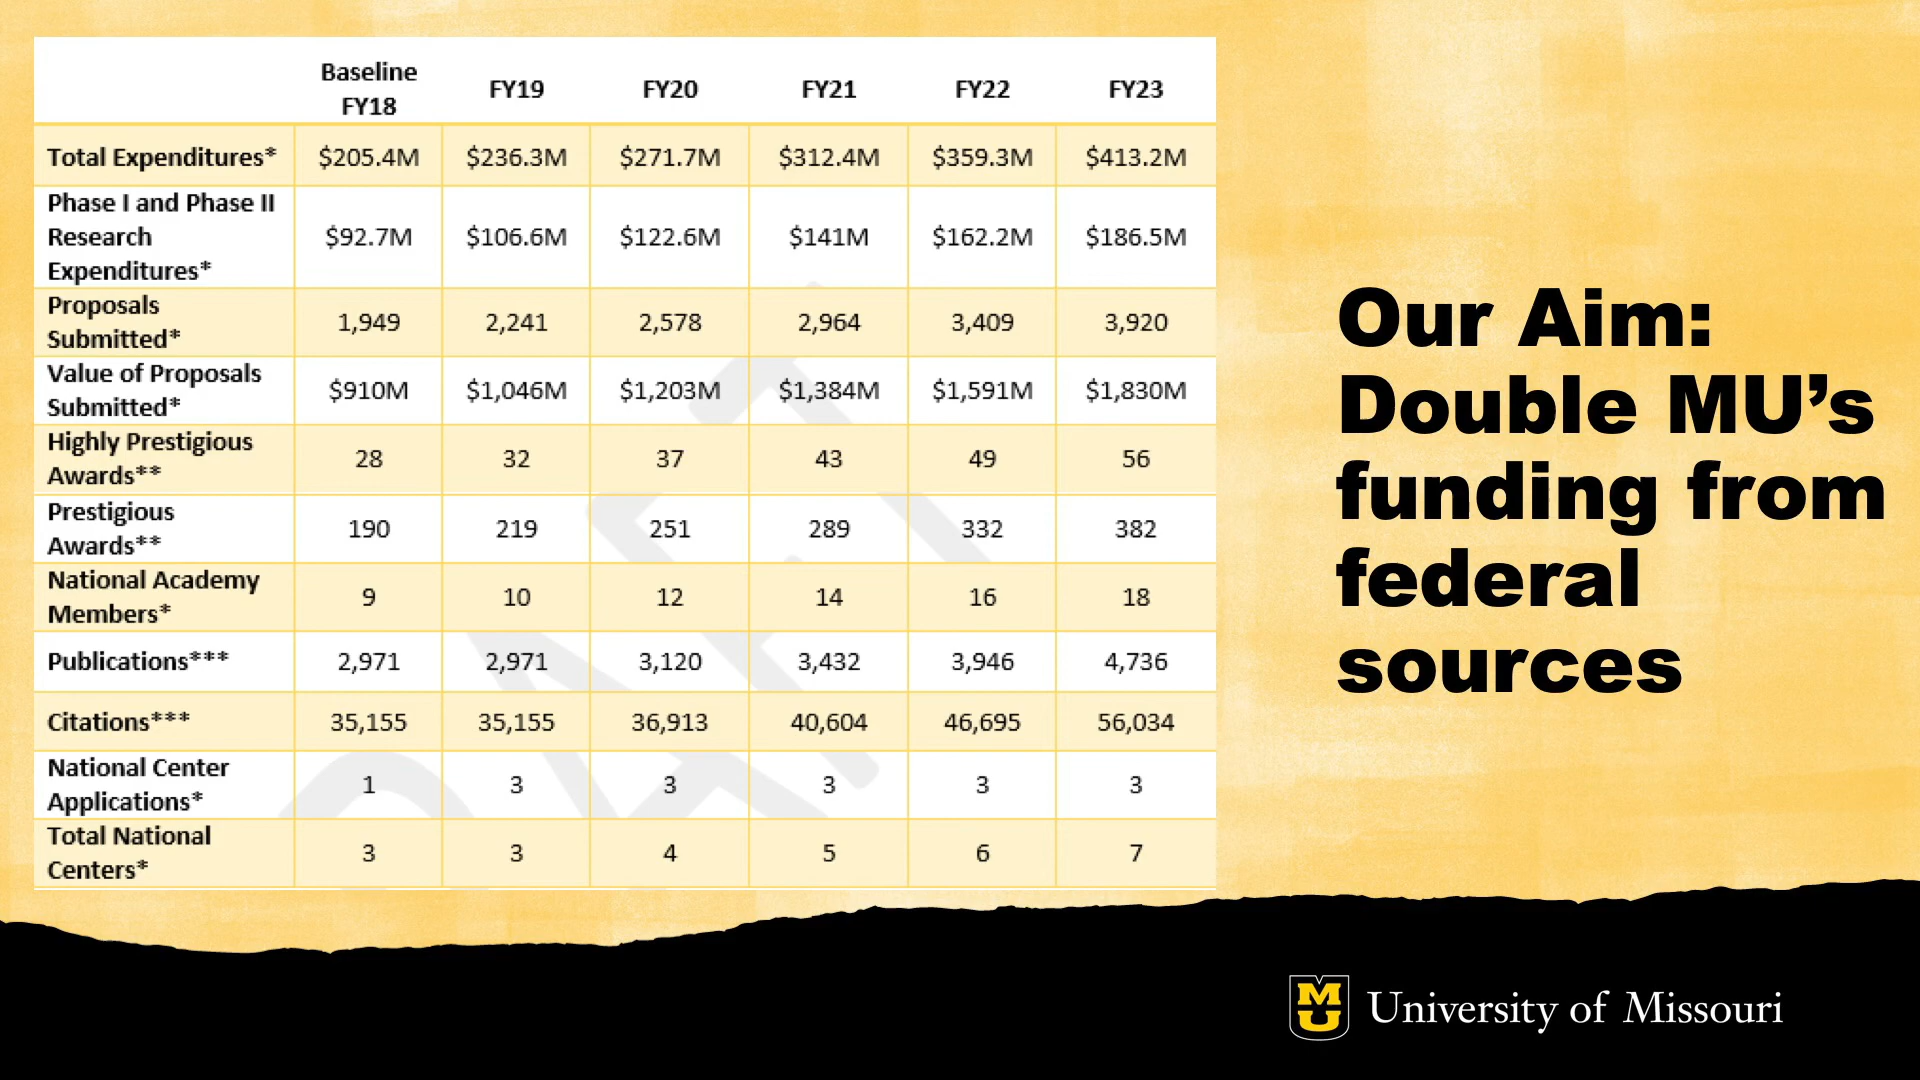 Baseline FY18 FY19 FY20 FY21 FY22 FY23
Total Expenditures* $205.4M $236.3M $271.7M $312.4M $359.3M $413.2M
Phase I and Phase II Research Expenditures* $92.7M $106.6M $122.6M $141M $162.2M $186.5M
Proposals Submitted* 1,949 2,241 2,578 2,964 3,409 3,920
Value of Proposals Submitted* $910M $1,046M $1,203M $1,384M $1,591M $1,830M
Highly Prestigious Awards** 28 32 37 43 49 56
Prestigious Awards** 190 219 251 289 332 382
National Academy Members* 9 10 12 14 16 18
Publications*** 2,971 2,971 3,120 3,432 3,946 4,736
Citations*** 35,155 35,155 36,913 40,604 46,695 56,034
National Center Applications* 1 3 3 3 3 3
Total National Centers* 3 3 4 5 6 7
DRAFT
Our Aim:
Double MU’s
funding from
federal
sources
MU University of Missouri